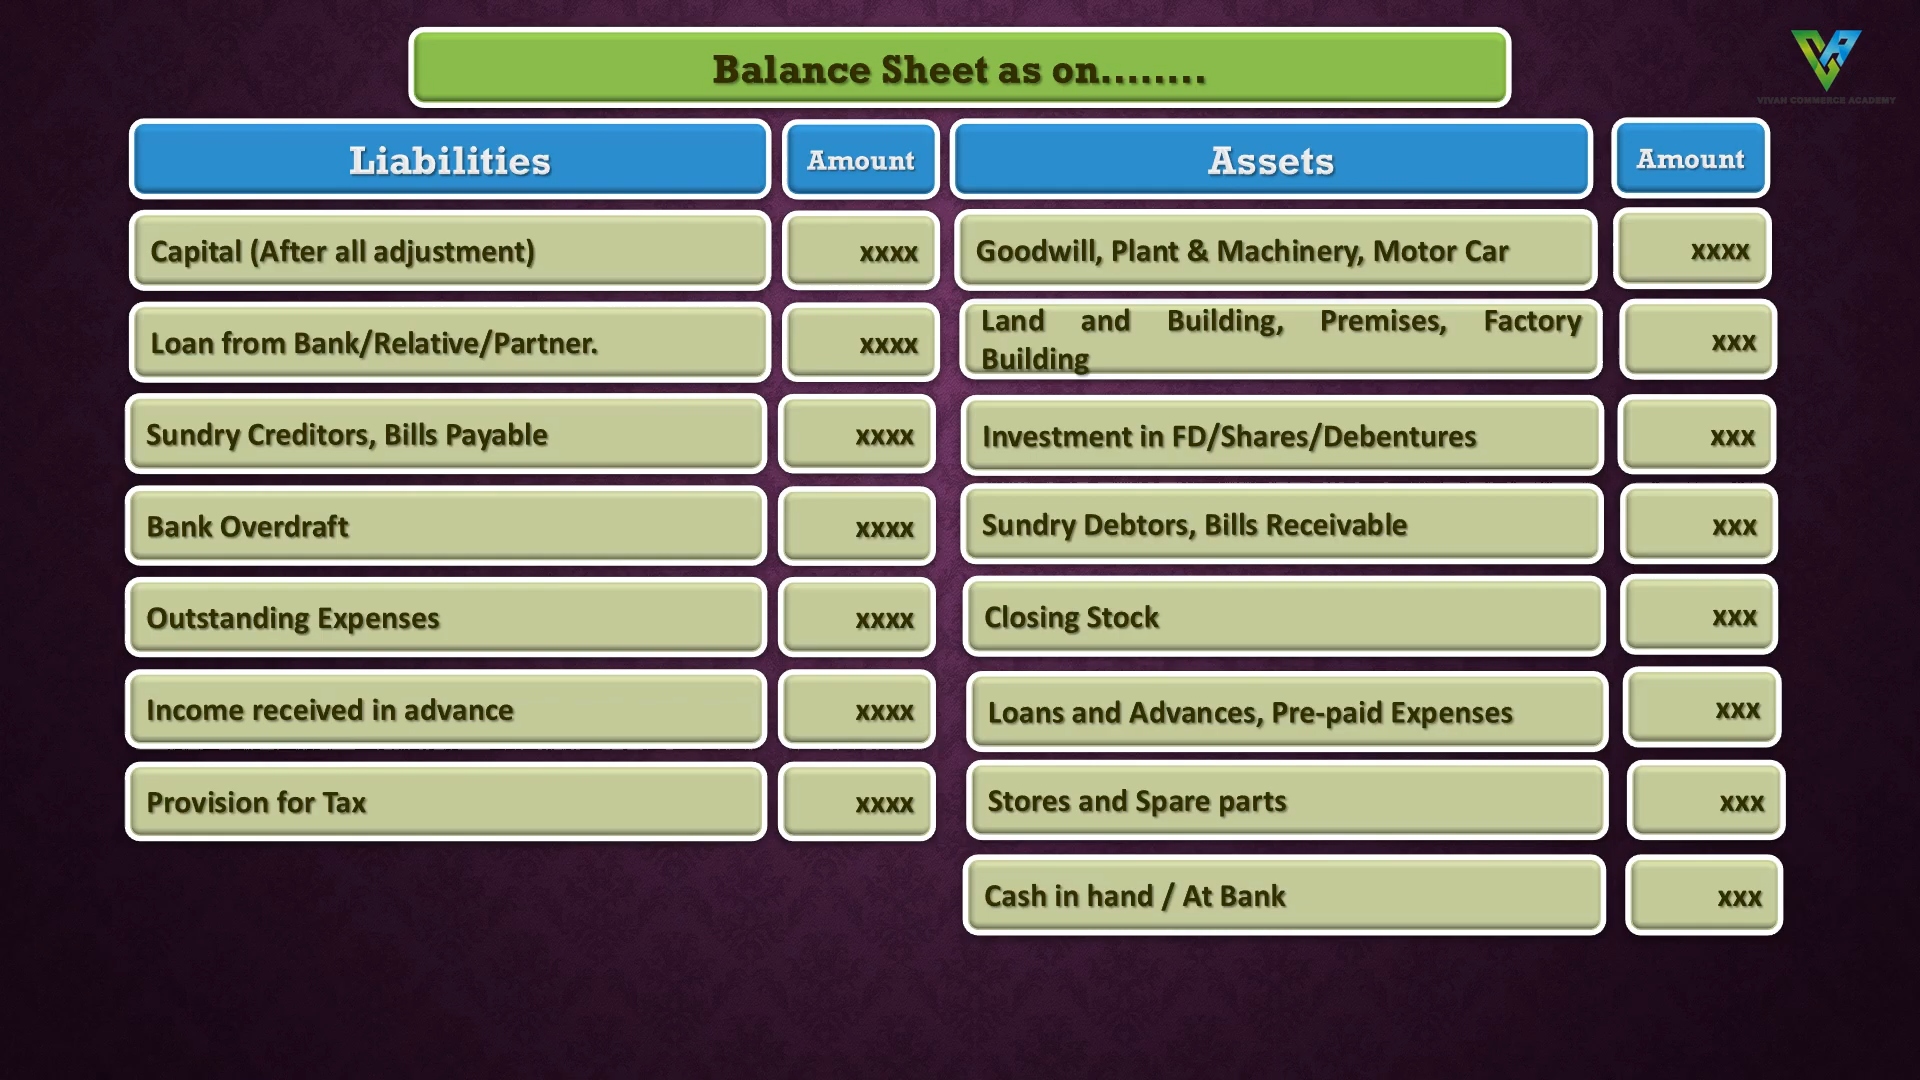 Balance Sheet as on........
VIVAN COMMERCE ACADEMY
Liabilities
Amount
Assets
Amount
Capital (After all adjustment)
xxxx
Goodwill, Plant & Machinery, Motor Car
xxxx
Loan from Bank/Relative/Partner.
xxxx
Land and Building, Premises, Factory
Building
xxx
Sundry Creditors, Bills Payable
xxxx
Investment in FD/Shares/Debentures
xxx
Bank Overdraft
xxxx
Sundry Debtors, Bills Receivable
xxx
Outstanding Expenses
xxxx
Closing Stock
xxx
Income received in advance
xxxx
Loans and Advances, Pre-paid Expenses
xxx
Provision for Tax
xxxx
Stores and Spare parts
xxx
Cash in hand / At Bank
xxx